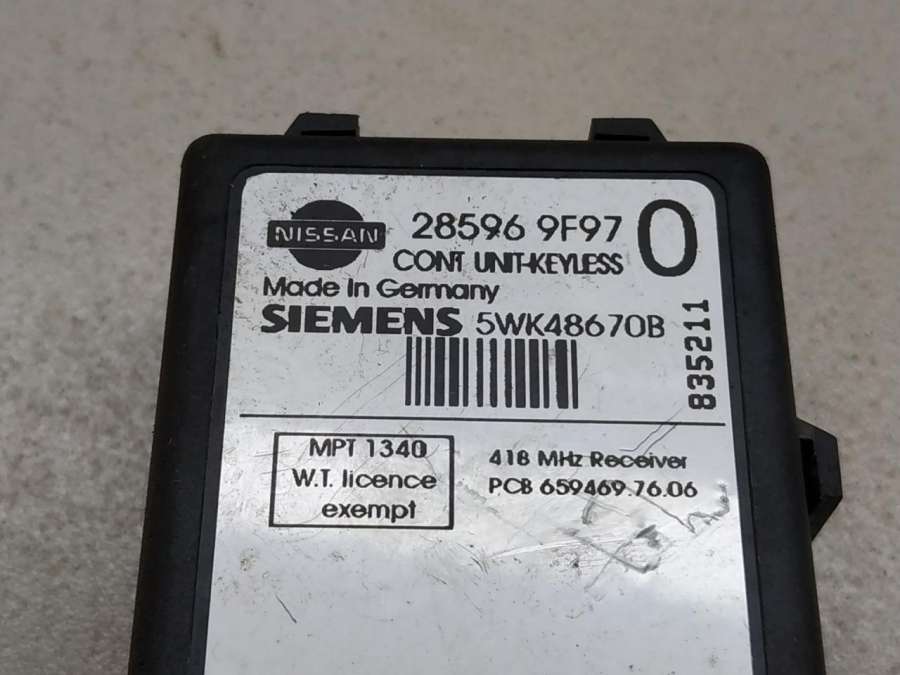 NISSAN
28596 9F97 0
CONT UNIT-KEYLESS
Made In Germany
SIEMENS 5WK48670B
835211
MPT 1340
W.T. licence
exempt
418 MHz Receiver
PCB 659469.76.06